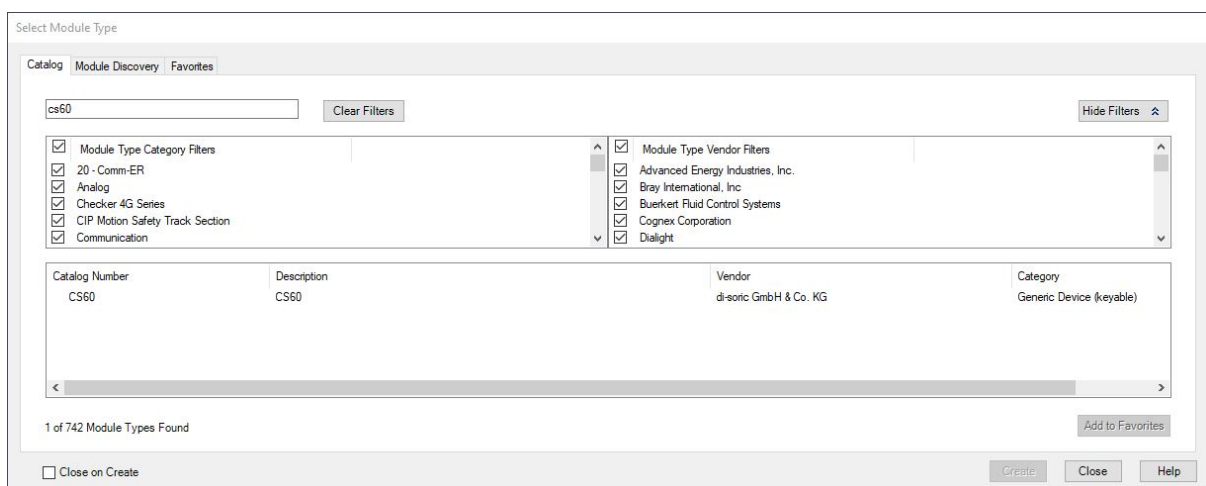 Select Module Type
Catalog Module Discovery Favorites
cs60 Clear Filters Hide Filters
Module Type Category Filters
20 - Comm-ER
Analog
Checker 4G Series
CIP Motion Safety Track Section
Communication
Module Type Vendor Filters
Advanced Energy Industries, Inc.
Bray International, Inc
Buerkert Fluid Control Systems
Cognex Corporation
Dialight
Catalog Number Description Vendor Category
CS60 CS60 di-soric GmbH & Co. KG Generic Device (keyable)
1 of 742 Module Types Found Add to Favorites
Close on Create Create Close Help